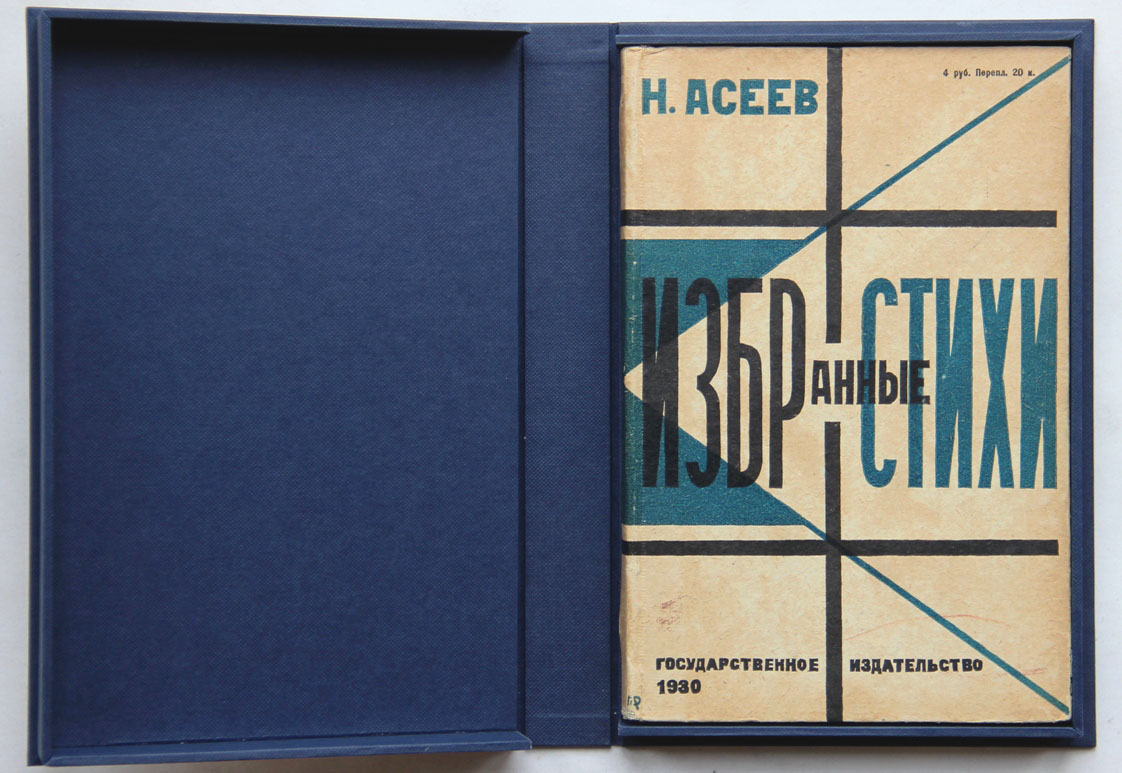 Н. АСЕЕВ
4 руб. Перепл. 20 к.
ИЗБРАННЫЕ СТИХИ
ГОСУДАРСТВЕННОЕ ИЗДАТЕЛЬСТВО
1930